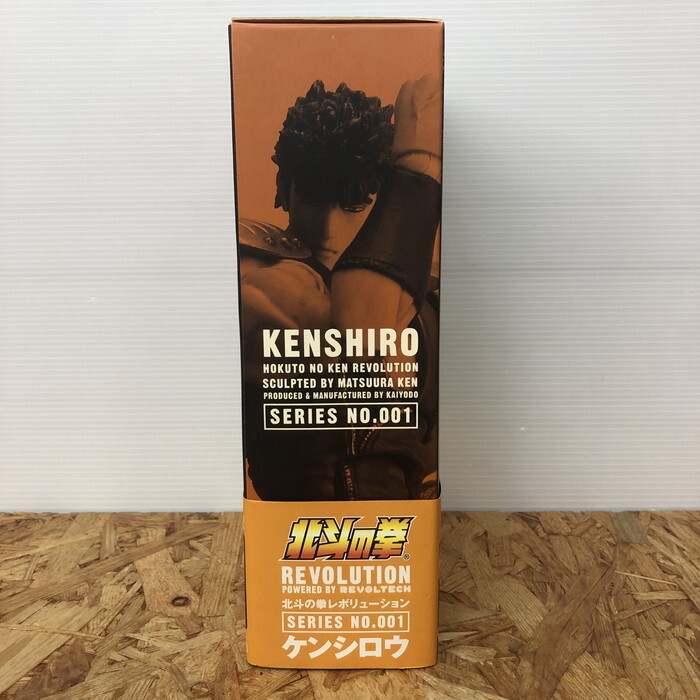 KENSHIRO
HOKUTO NO KEN REVOLUTION
SCULPTED BY MATSUURA KEN
PRODUCED & MANUFACTURED BY KAIYODO
SERIES NO.001
北斗の拳®
REVOLUTION
POWERED BY REVOLTECH
北斗の拳レボリューション
SERIES NO.001
ケンシロウ